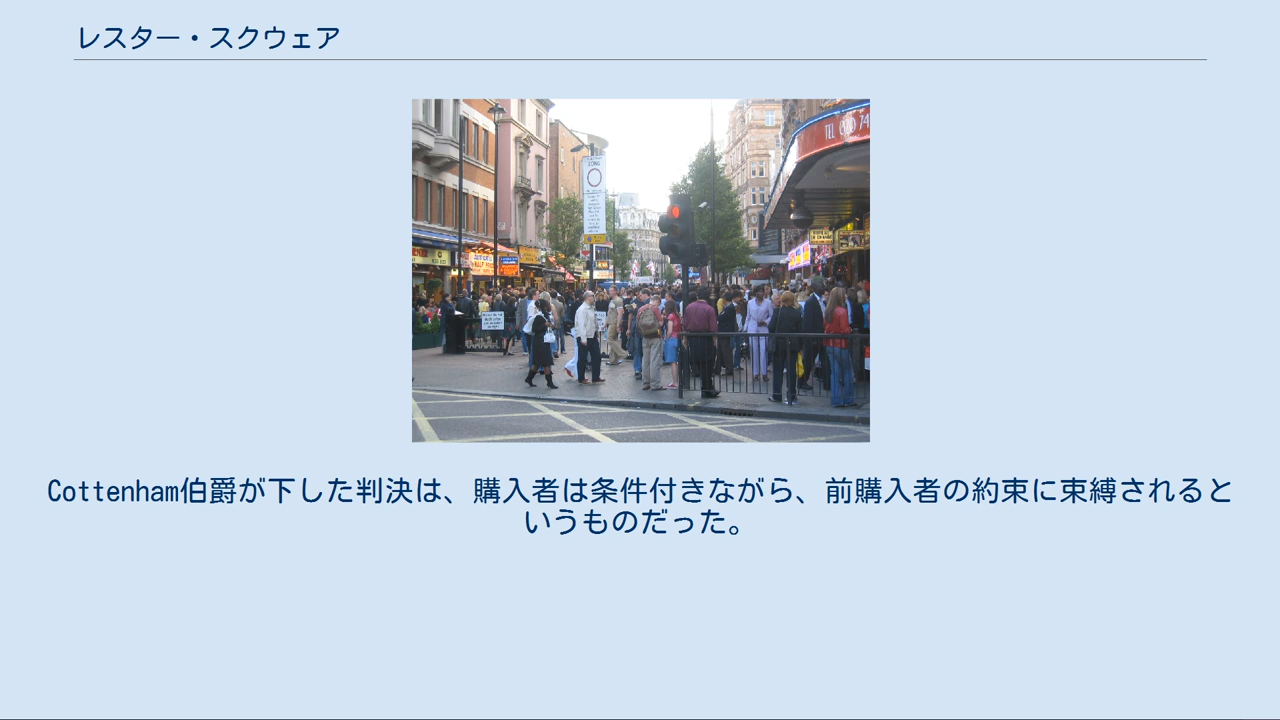 レスター・スクウェア
TEL
Cottenham伯爵が下した判決は、購入者は条件付きながら、前購入者の約束に束縛されると
いうものだった。